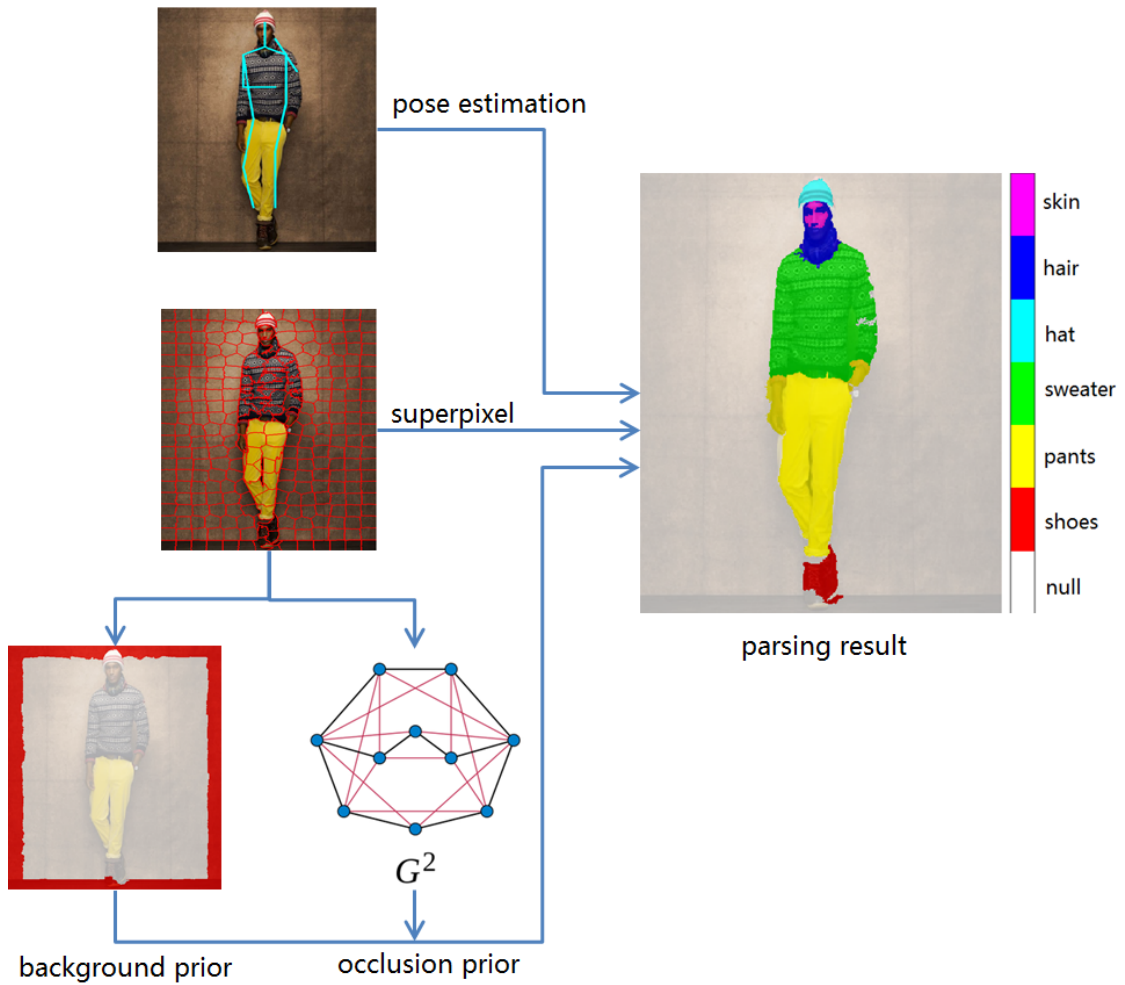 pose estimation
superpixel
skin
hair
hat
sweater
pants
shoes
null
parsing result
G²
background prior
occlusion prior